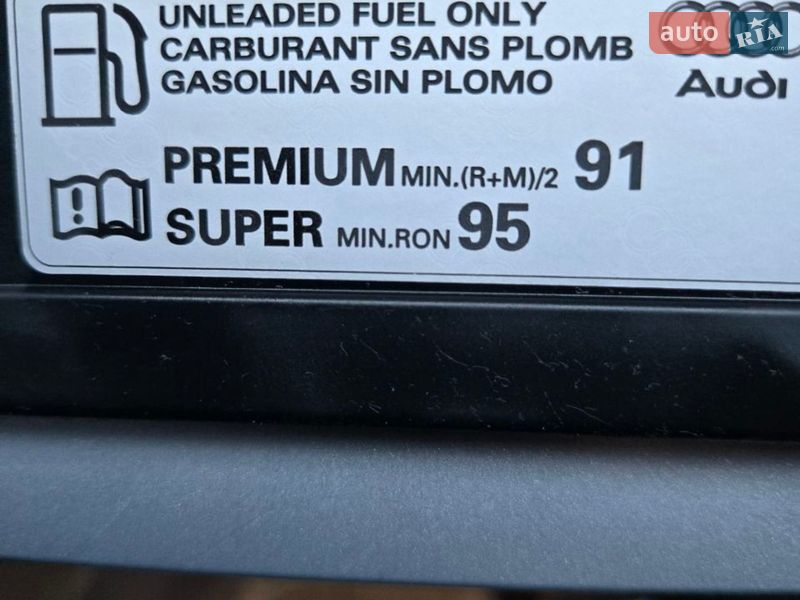 UNLEADED FUEL ONLY
CARBURANT SANS PLOMB
GASOLINA SIN PLOMO
auto RIA .com
Audi
PREMIUM MIN.(R+M)/2 91
SUPER MIN.RON 95